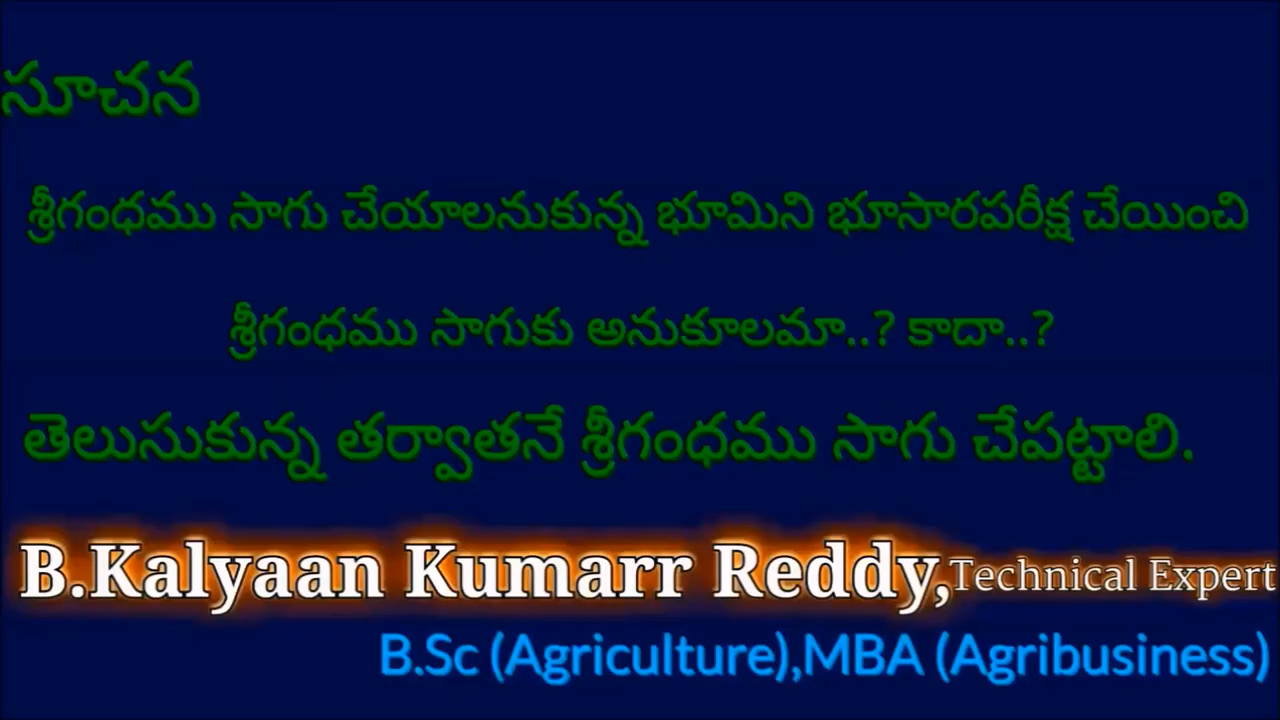 సూచన
శ్రీగంధము సాగు చేయాలనుకున్న భూమిని భూసారపరీక్ష చేయించి
శ్రీగంధము సాగుకు అనుకూలమా..? కాదా..?
తెలుసుకున్న తర్వాతనే శ్రీగంధము సాగు చేపట్టాలి.
B.Kalyaan Kumarr Reddy,Technical Expert
B.Sc (Agriculture),MBA (Agribusiness)